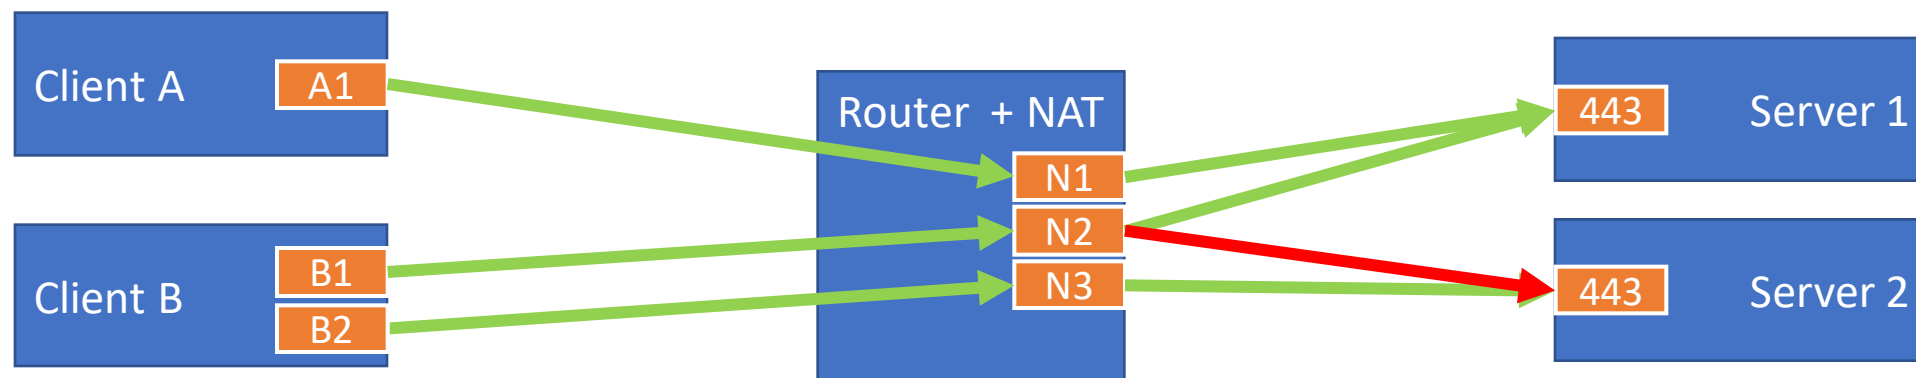 Client A
A1
Client B
B1
B2
Router + NAT
N1
N2
N3
443
Server 1
443
Server 2